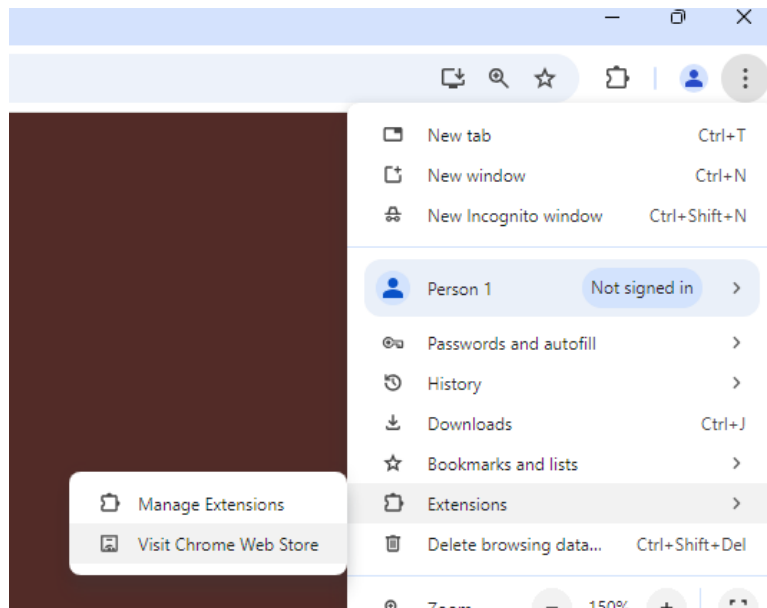 New tab Ctrl+T
New window Ctrl+N
New Incognito window Ctrl+Shift+N
Person 1 Not signed in
Passwords and autofill
History
Downloads Ctrl+J
Bookmarks and lists
Extensions
Manage Extensions
Visit Chrome Web Store
Delete browsing data... Ctrl+Shift+Del
Zoom 150%